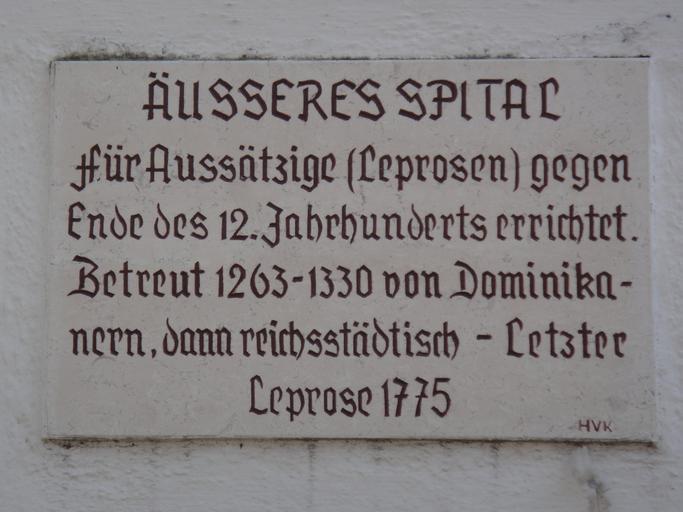 ÄUSSERES SPITAL
Für Aussätzige (Leprosen) gegen
Ende des 12. Jahrhunderts errichtet.
Betreut 1263-1330 von Dominika-
nern, dann reichsstädtisch - Letzter
Leprose 1775
HVK